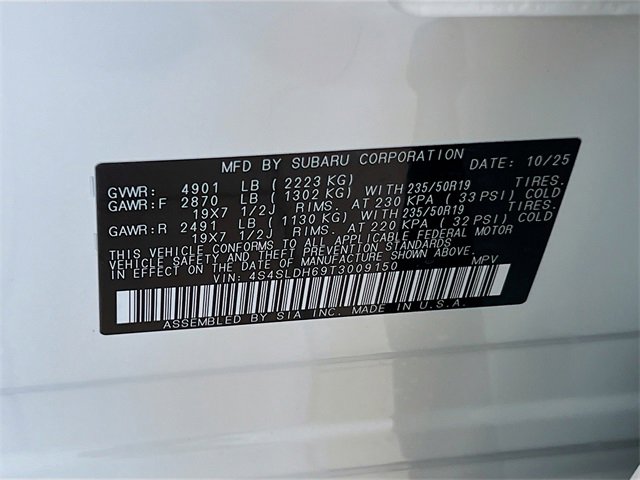 MFD BY SUBARU CORPORATION DATE: 10/25
GVWR: 4901 LB (2223 KG)
GAWR:F 2870 LB (1302 KG) WITH 235/50R19 TIRES.
19X7 1/2J RIMS. AT 230 KPA (33 PSI) COLD
GAWR:R 2491 LB (1130 KG) WITH 235/50R19 TIRES.
19X7 1/2J RIMS. AT 220 KPA (32 PSI) COLD
THIS VEHICLE CONFORMS TO ALL APPLICABLE FEDERAL MOTOR
VEHICLE SAFETY AND THEFT PREVENTION STANDARDS
IN EFFECT ON THE DATE OF MANUFACTURE SHOWN ABOVE.
VIN: 4S4SLDH69T3009150 MPV
ASSEMBLED BY SIA INC. MADE IN U.S.A.